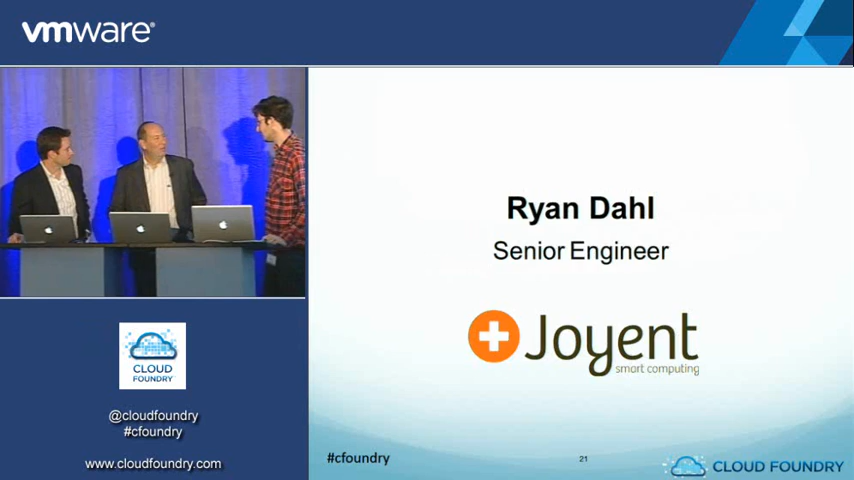 vmware®
Ryan Dahl
Senior Engineer
Joyent
smart computing
CLOUD
FOUNDRY
@cloudfoundry
#cfoundry
www.cloudfoundry.com
#cfoundry
21
CLOUD FOUNDRY